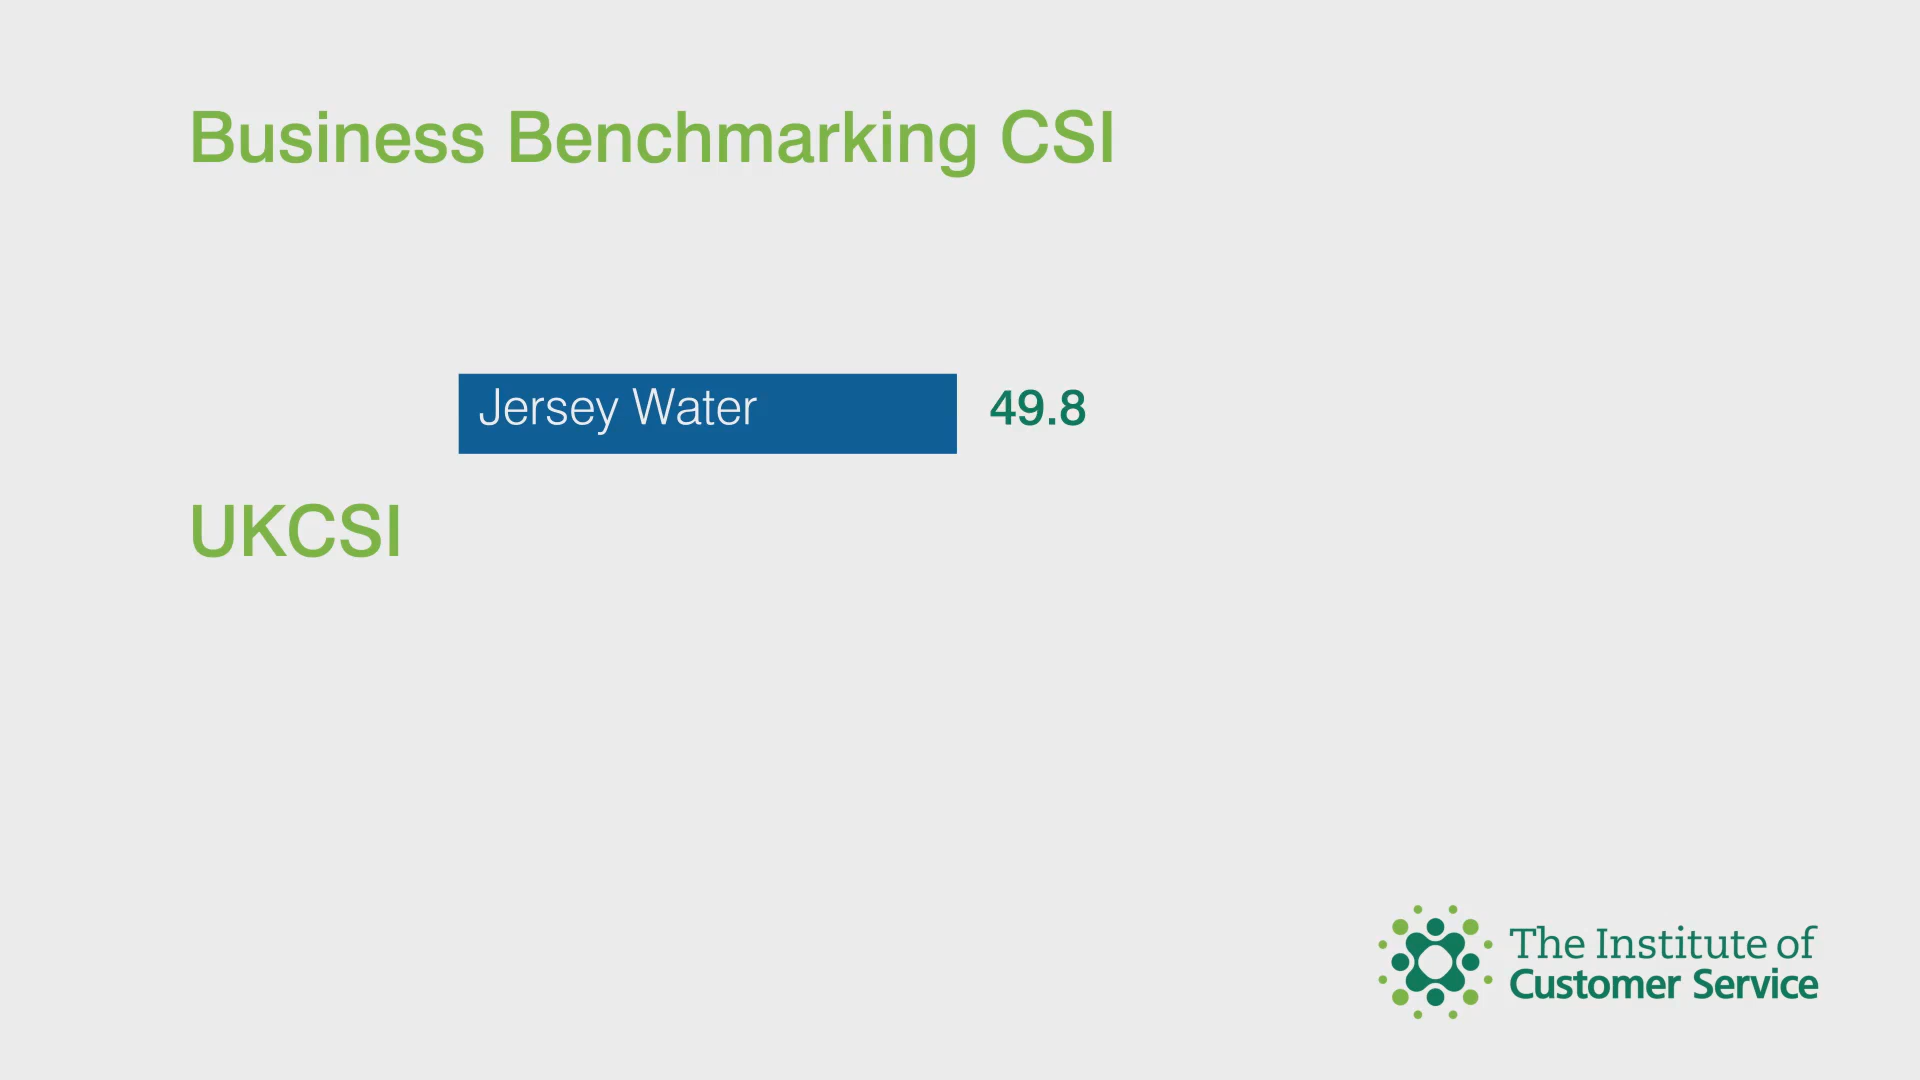 Business Benchmarking CSI
Jersey Water 49.8
UKCSI
The Institute of
Customer Service